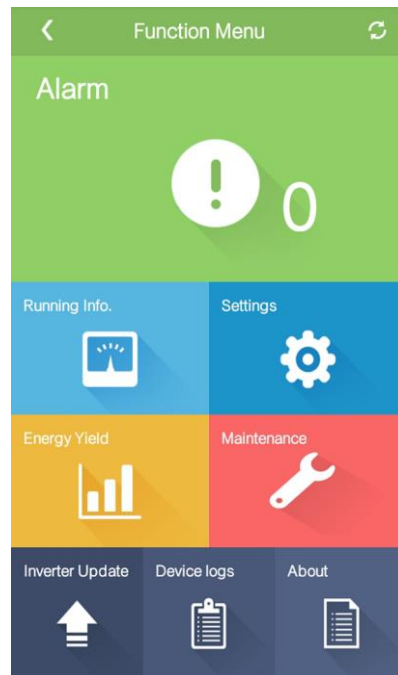 Function Menu
Alarm
0
Running Info.
Settings
Energy Yield
Maintenance
Inverter Update
Device logs
About